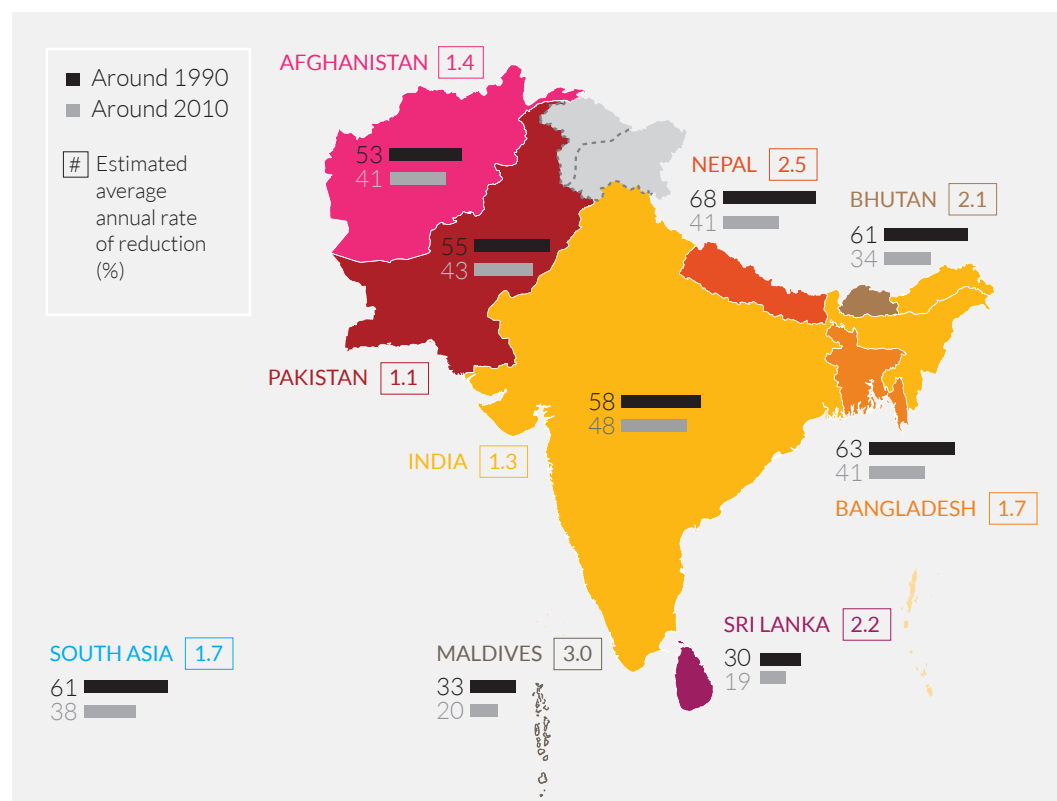 Around 1990
Around 2010
# Estimated
average
annual rate
of reduction
(%)
AFGHANISTAN 1.4
53
41
NEPAL 2.5
68
41
BHUTAN 2.1
61
34
55
43
PAKISTAN 1.1
58
48
INDIA 1.3
63
41
BANGLADESH 1.7
SRI LANKA 2.2
30
19
MALDIVES 3.0
33
20
SOUTH ASIA 1.7
61
38